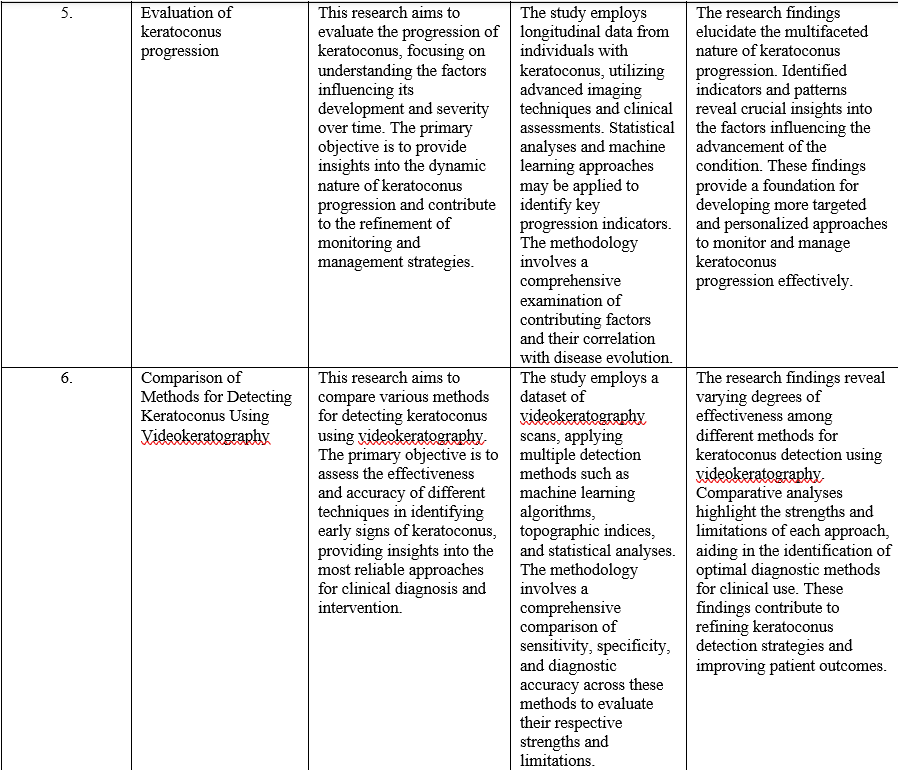 5.
Evaluation of
keratoconus
progression
This research aims to
evaluate the progression of
keratoconus, focusing on
understanding the factors
influencing its
development and severity
over time. The primary
objective is to provide
insights into the dynamic
nature of keratoconus
progression and contribute
to the refinement of
monitoring and
management strategies.
The study employs
longitudinal data from
individuals with
keratoconus, utilizing
advanced imaging
techniques and clinical
assessments. Statistical
analyses and machine
learning approaches
may be applied to
identify key
progression indicators.
The methodology
involves a
comprehensive
examination of
contributing factors
and their correlation
with disease evolution.
The research findings
elucidate the multifaceted
nature of keratoconus
progression. Identified
indicators and patterns
reveal crucial insights into
the factors influencing the
advancement of the
condition. These findings
provide a foundation for
developing more targeted
and personalized approaches
to monitor and manage
keratoconus
progression effectively.
6.
Comparison of
Methods for Detecting
Keratoconus Using
Videokeratography
This research aims to
compare various methods
for detecting keratoconus
using videokeratography.
The primary objective is to
assess the effectiveness
and accuracy of different
techniques in identifying
early signs of keratoconus,
providing insights into the
most reliable approaches
for clinical diagnosis and
intervention.
The study employs a
dataset of
videokeratography
scans, applying
multiple detection
methods such as
machine learning
algorithms,
topographic indices,
and statistical analyses.
The methodology
involves a
comprehensive
comparison of
sensitivity, specificity,
and diagnostic
accuracy across these
methods to evaluate
their respective
strengths and
limitations.
The research findings reveal
varying degrees of
effectiveness among
different methods for
keratoconus detection using
videokeratography.
Comparative analyses
highlight the strengths and
limitations of each approach,
aiding in the identification of
optimal diagnostic methods
for clinical use. These
findings contribute to
refining keratoconus
detection strategies and
improving patient outcomes.